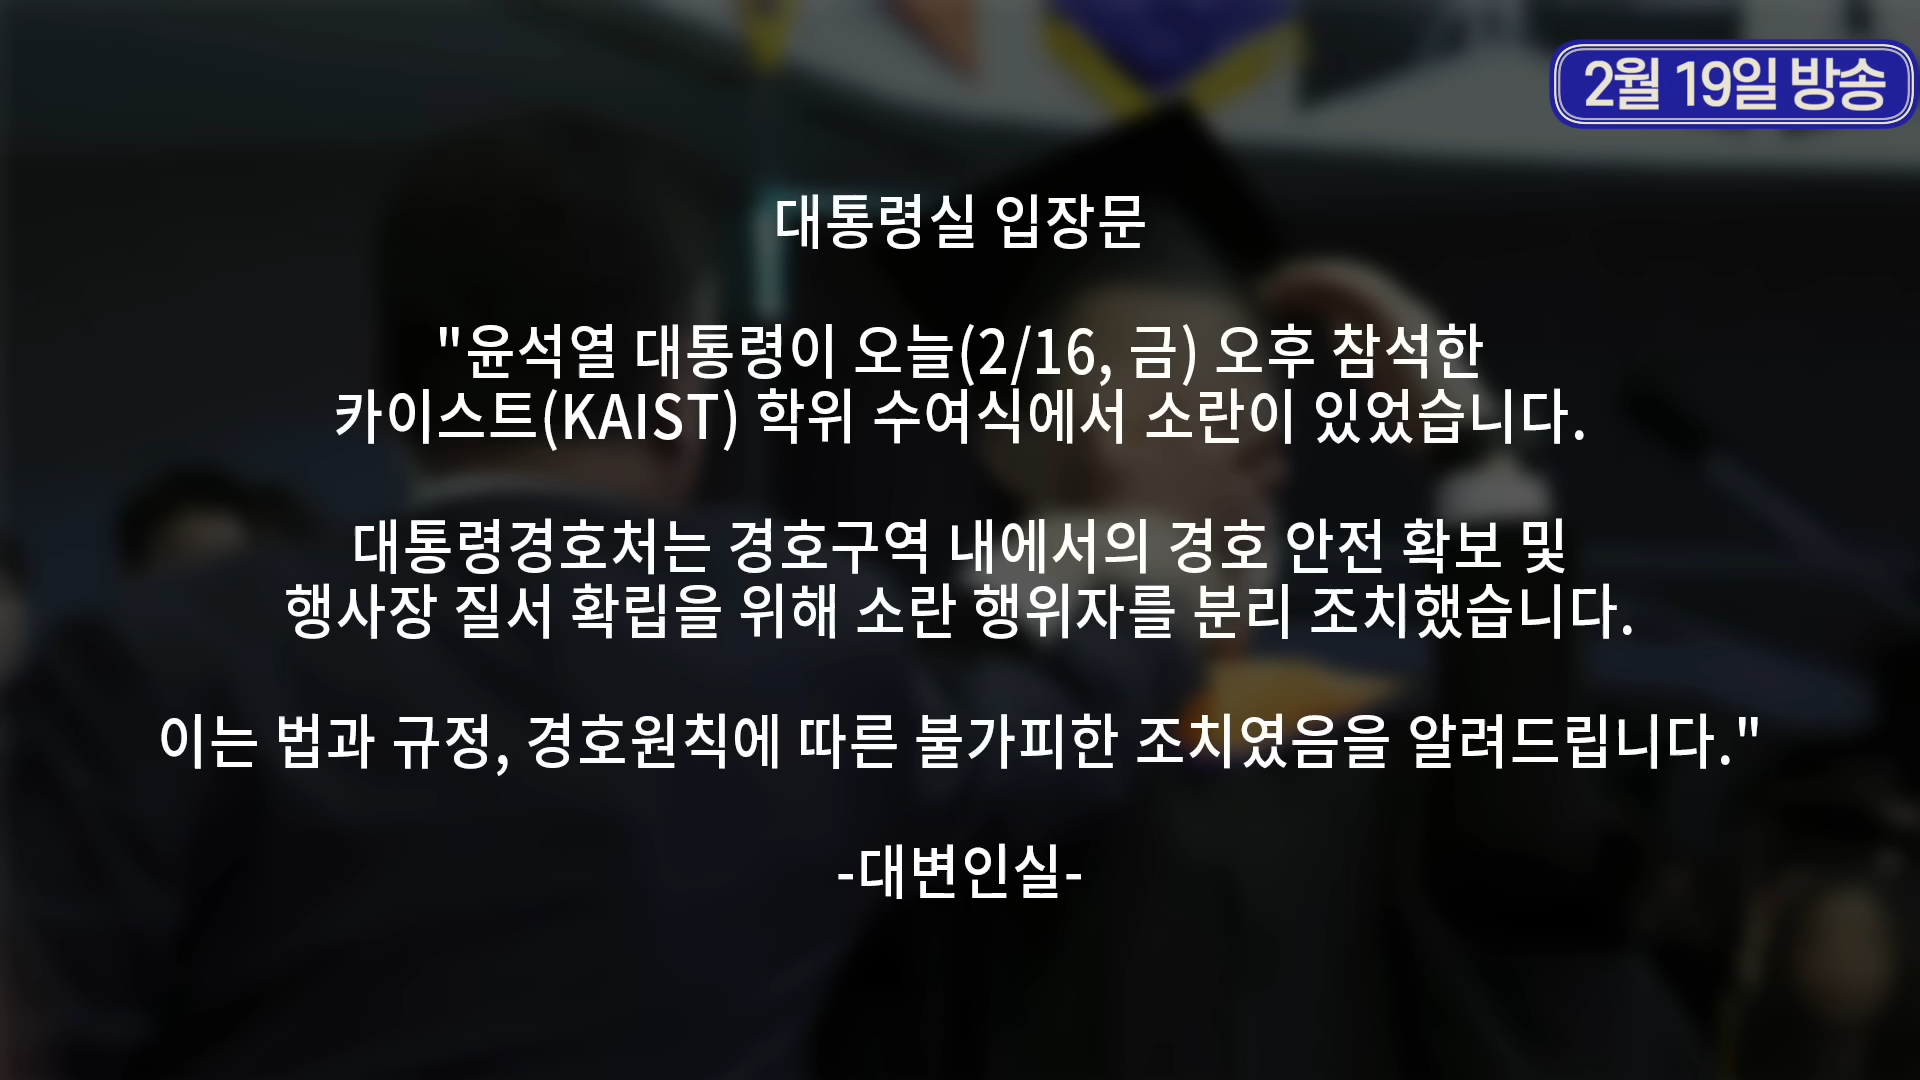 2월 19일 방송
대통령실 입장문
"윤석열 대통령이 오늘(2/16, 금) 오후 참석한
카이스트(KAIST) 학위 수여식에서 소란이 있었습니다.
대통령경호처는 경호구역 내에서의 경호 안전 확보 및
행사장 질서 확립을 위해 소란 행위자를 분리 조치했습니다.
이는 법과 규정, 경호원칙에 따른 불가피한 조치였음을 알려드립니다."
-대변인실-